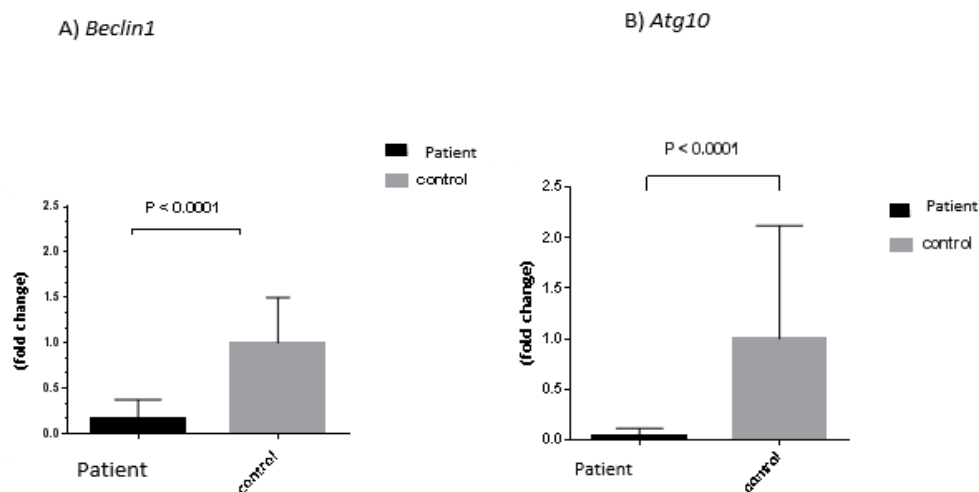 A) Beclin1
Patient
control
P < 0.0001
2.5
2.0
1.5
1.0
0.5
0.0
(fold change)
Patient
control
B) Atg10
P < 0.0001
Patient
control
2.5
2.0
1.5
1.0
0.5
0.0
(fold change)
Patient
control